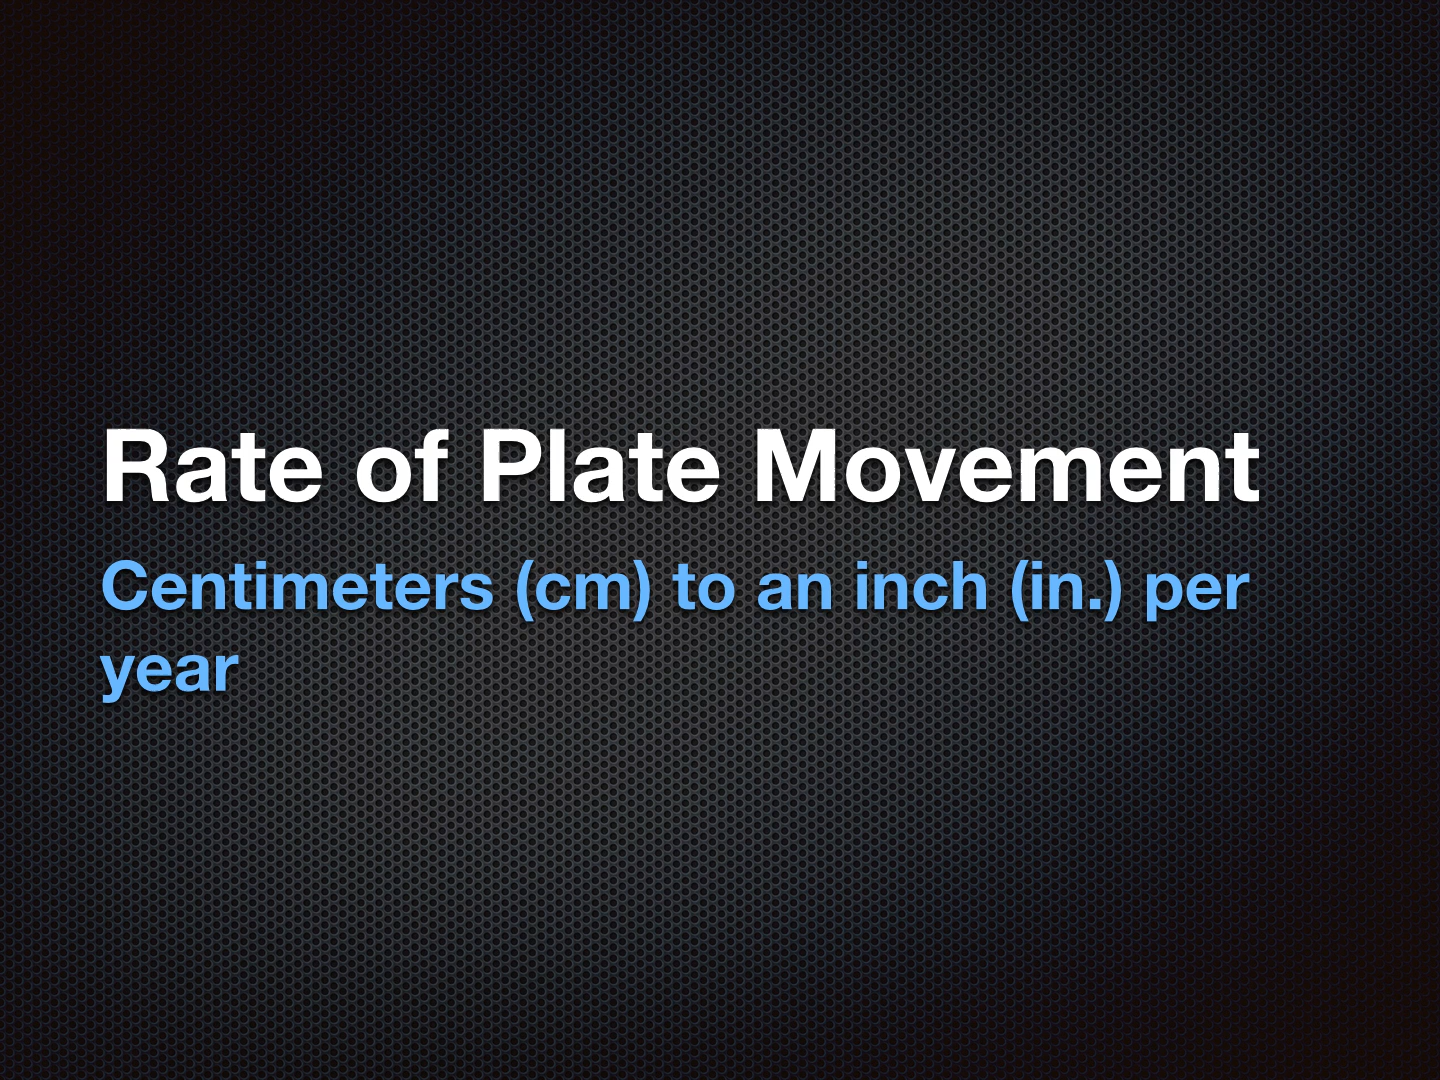 Rate of Plate Movement
Centimeters (cm) to an inch (in.) per
year